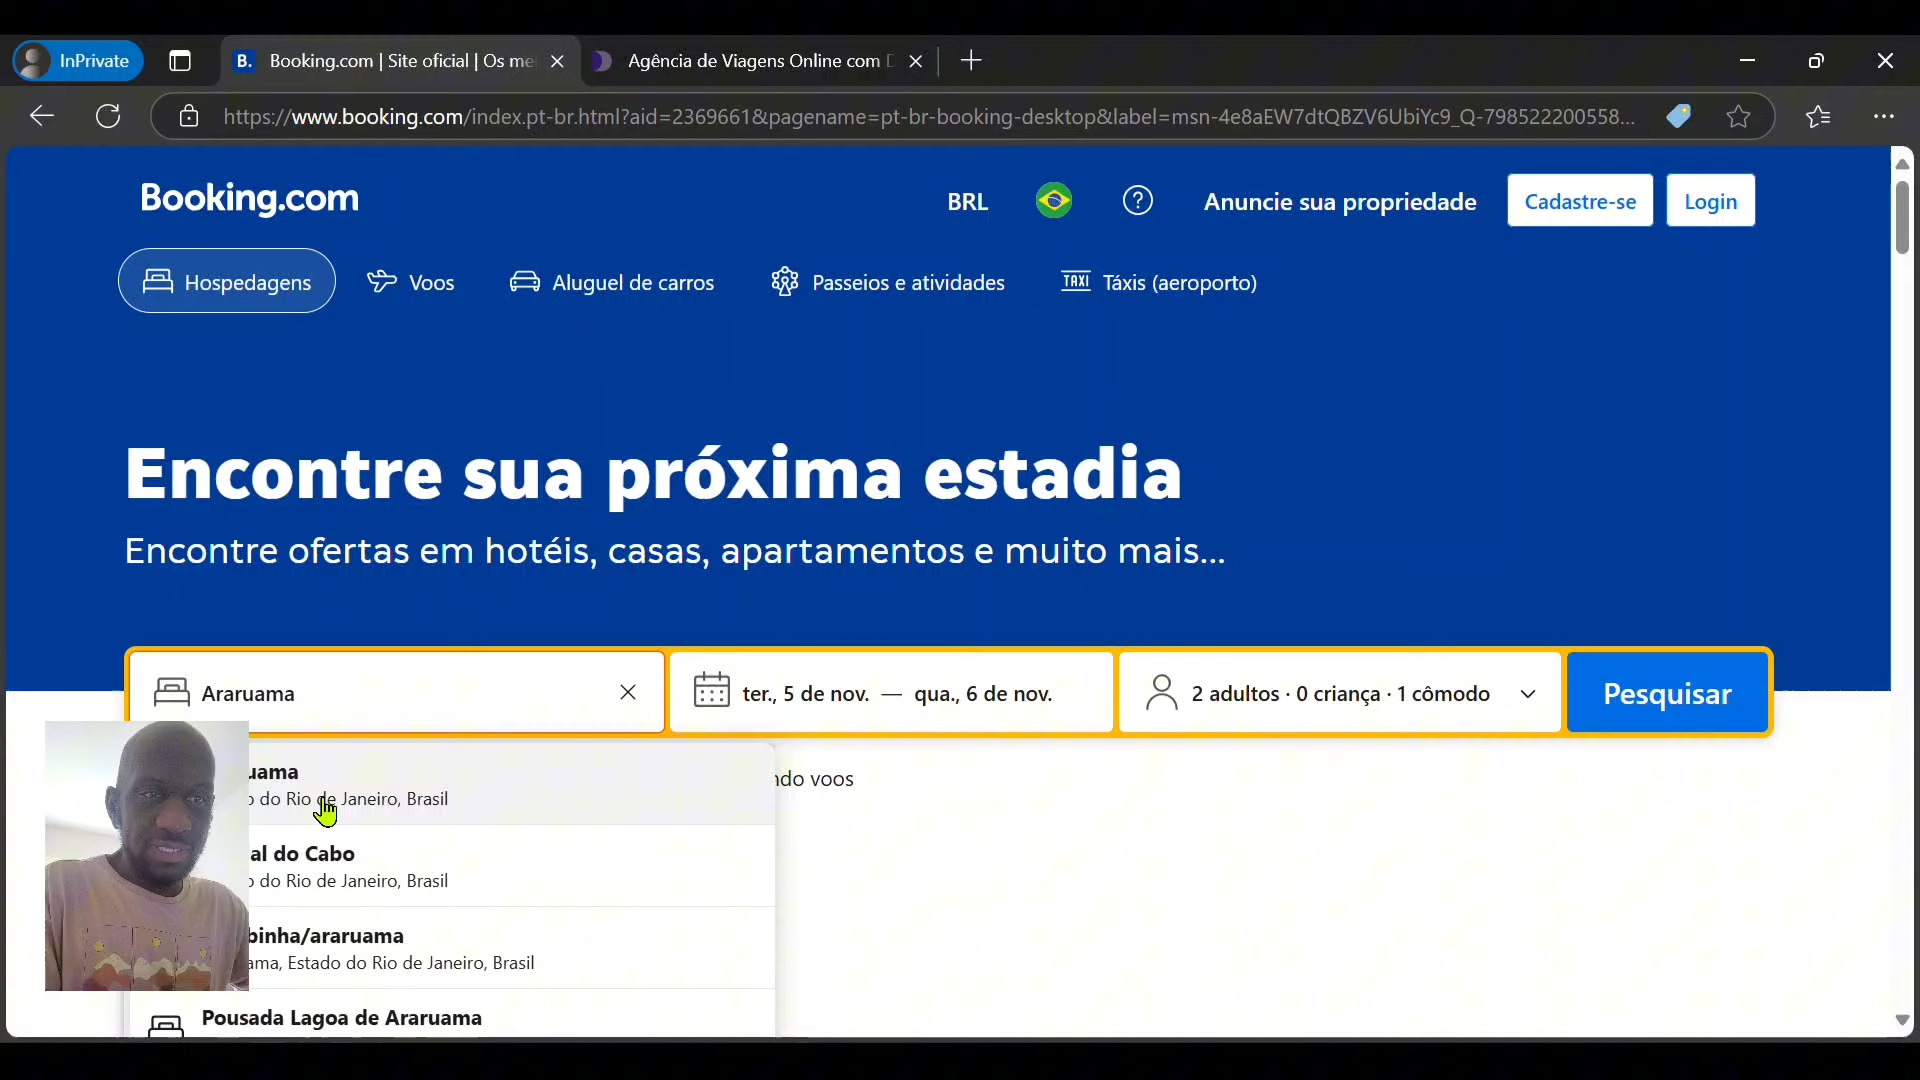 InPrivate
Booking.com | Site oficial | Os me
Agência de Viagens Online com D
https://www.booking.com/index.pt-br.html?aid=2369661&pagename=pt-br-booking-desktop&label=msn-4e8aEW7dtQBZV6UbiYc9_Q-798522200558...
Booking.com
BRL
Anuncie sua propriedade
Cadastre-se
Login
Hospedagens
Voos
Aluguel de carros
Passeios e atividades
TAXI Táxis (aeroporto)
Encontre sua próxima estadia
Encontre ofertas em hotéis, casas, apartamentos e muito mais...
Araruama
ter., 5 de nov. — qua., 6 de nov.
2 adultos · 0 criança · 1 cômodo
Pesquisar
uama
do Rio de Janeiro, Brasil
ndo voos
al do Cabo
do Rio de Janeiro, Brasil
binha/araruama
ama, Estado do Rio de Janeiro, Brasil
Pousada Lagoa de Araruama